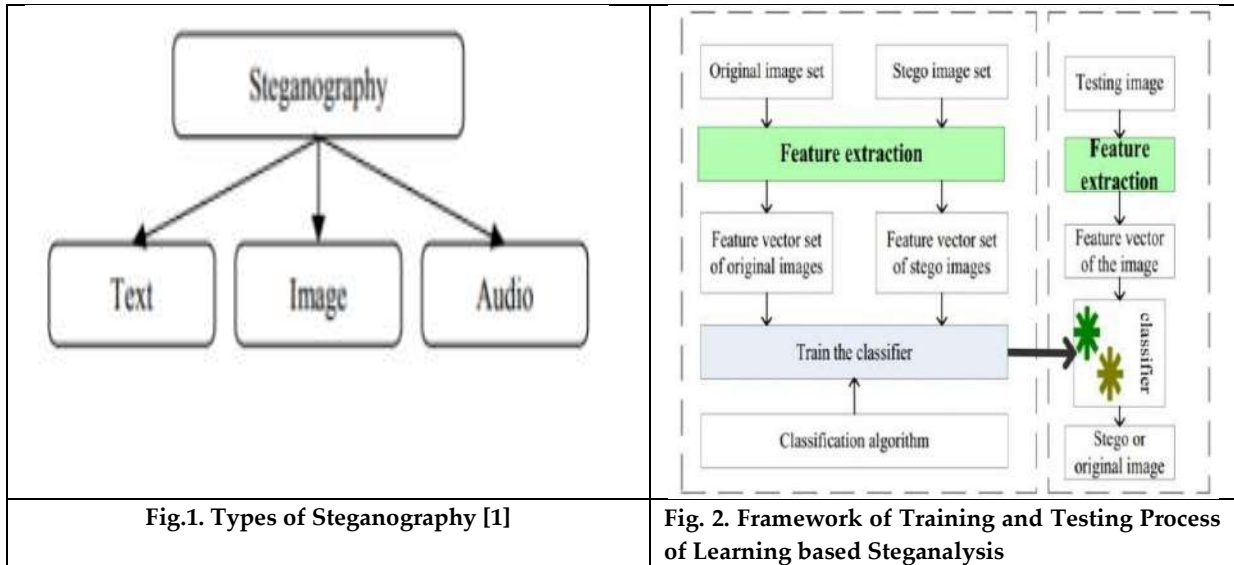 Steganography
Text
Image
Audio
Fig.1. Types of Steganography [1]
Original image set
Stego image set
Feature extraction
Feature vector set
of original images
Feature vector set
of stego images
Train the classifier
Classification algorithm
Testing image
Feature
extraction
Feature vector
of the image
classifier
Stego or
original image
Fig. 2. Framework of Training and Testing Process
of Learning based Steganalysis